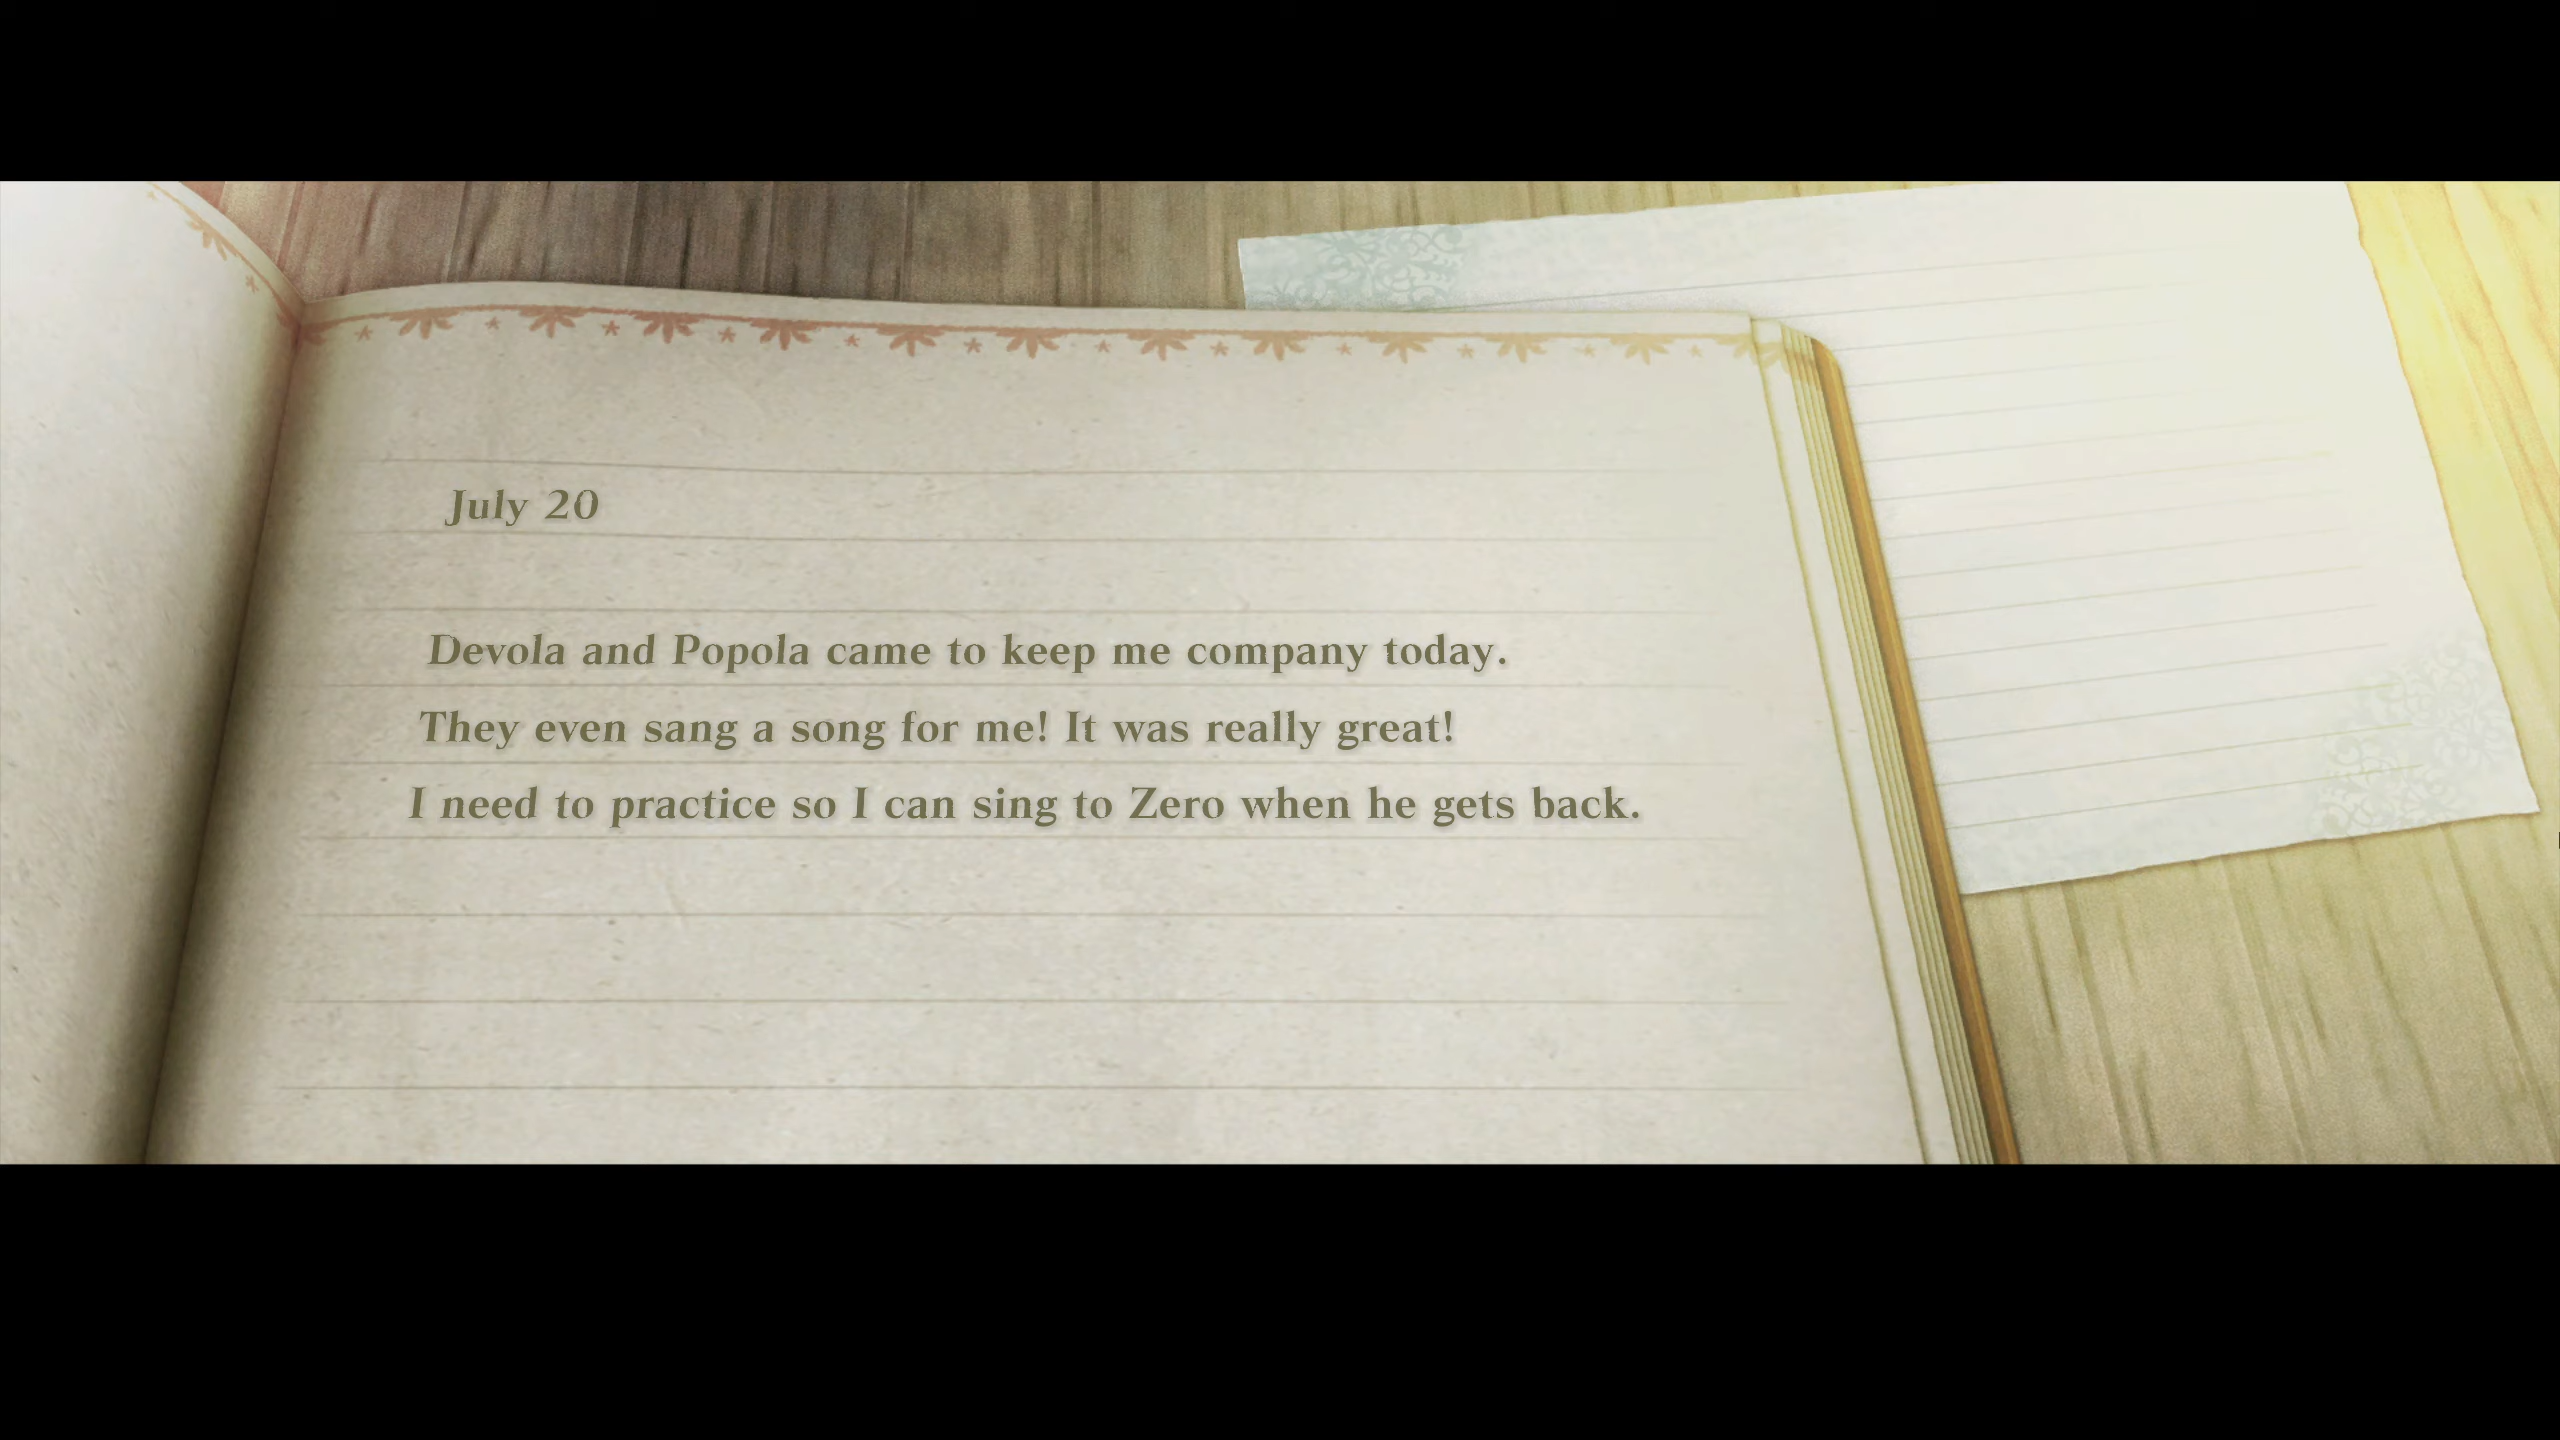 July 20
Devola and Popola came to keep me company today.
They even sang a song for me! It was really great!
I need to practice so I can sing to Zero when he gets back.